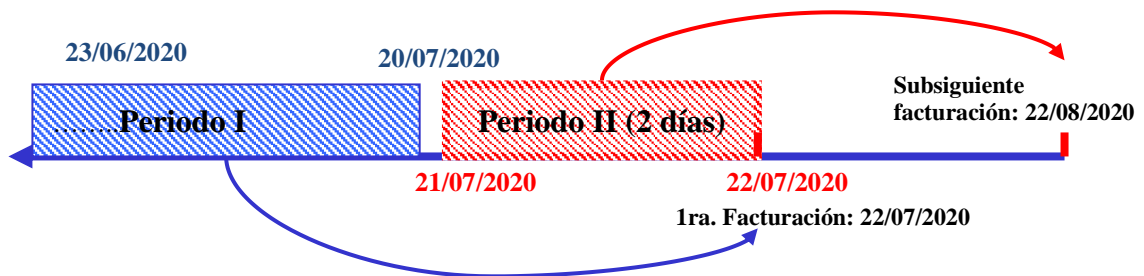 23/06/2020
20/07/2020
Subsiguiente
facturación: 22/08/2020
........Periodo I
Periodo II (2 días)
21/07/2020
22/07/2020
1ra. Facturación: 22/07/2020